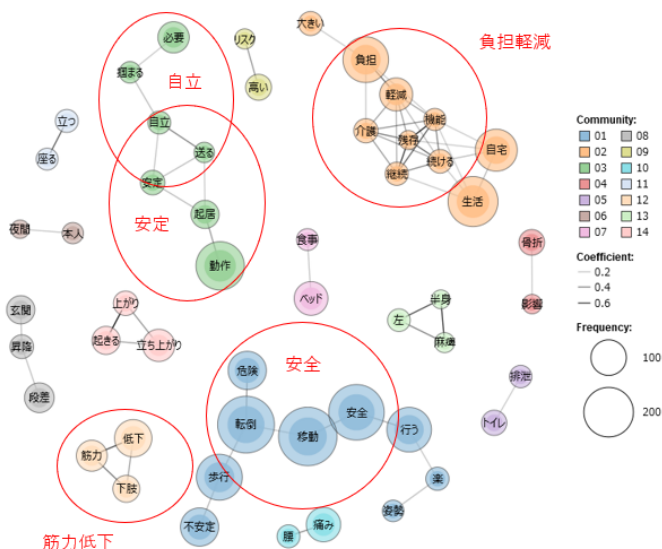 大きい
必要
リスク
負担軽減
負担
掴まる
自立
高い
軽減
Community:
立つ
自立
機能
01
08
介護
残存
02
09
座る
送る
続ける
自宅
03
10
安定
継続
04
11
生活
05
12
安定
起居
06
13
夜間
本人
食事
07
14
動作
骨折
Coefficient:
0.2
ベッド
0.4
玄関
上がり
半身
影響
0.6
左
昇降
起きる
立ち上がり
麻痺
Frequency:
安全
100
段差
危険
排泄
転倒
安全
200
移動
行う
トイレ
低下
筋力
歩行
楽
下肢
姿勢
不安定
痛み
腰
筋力低下